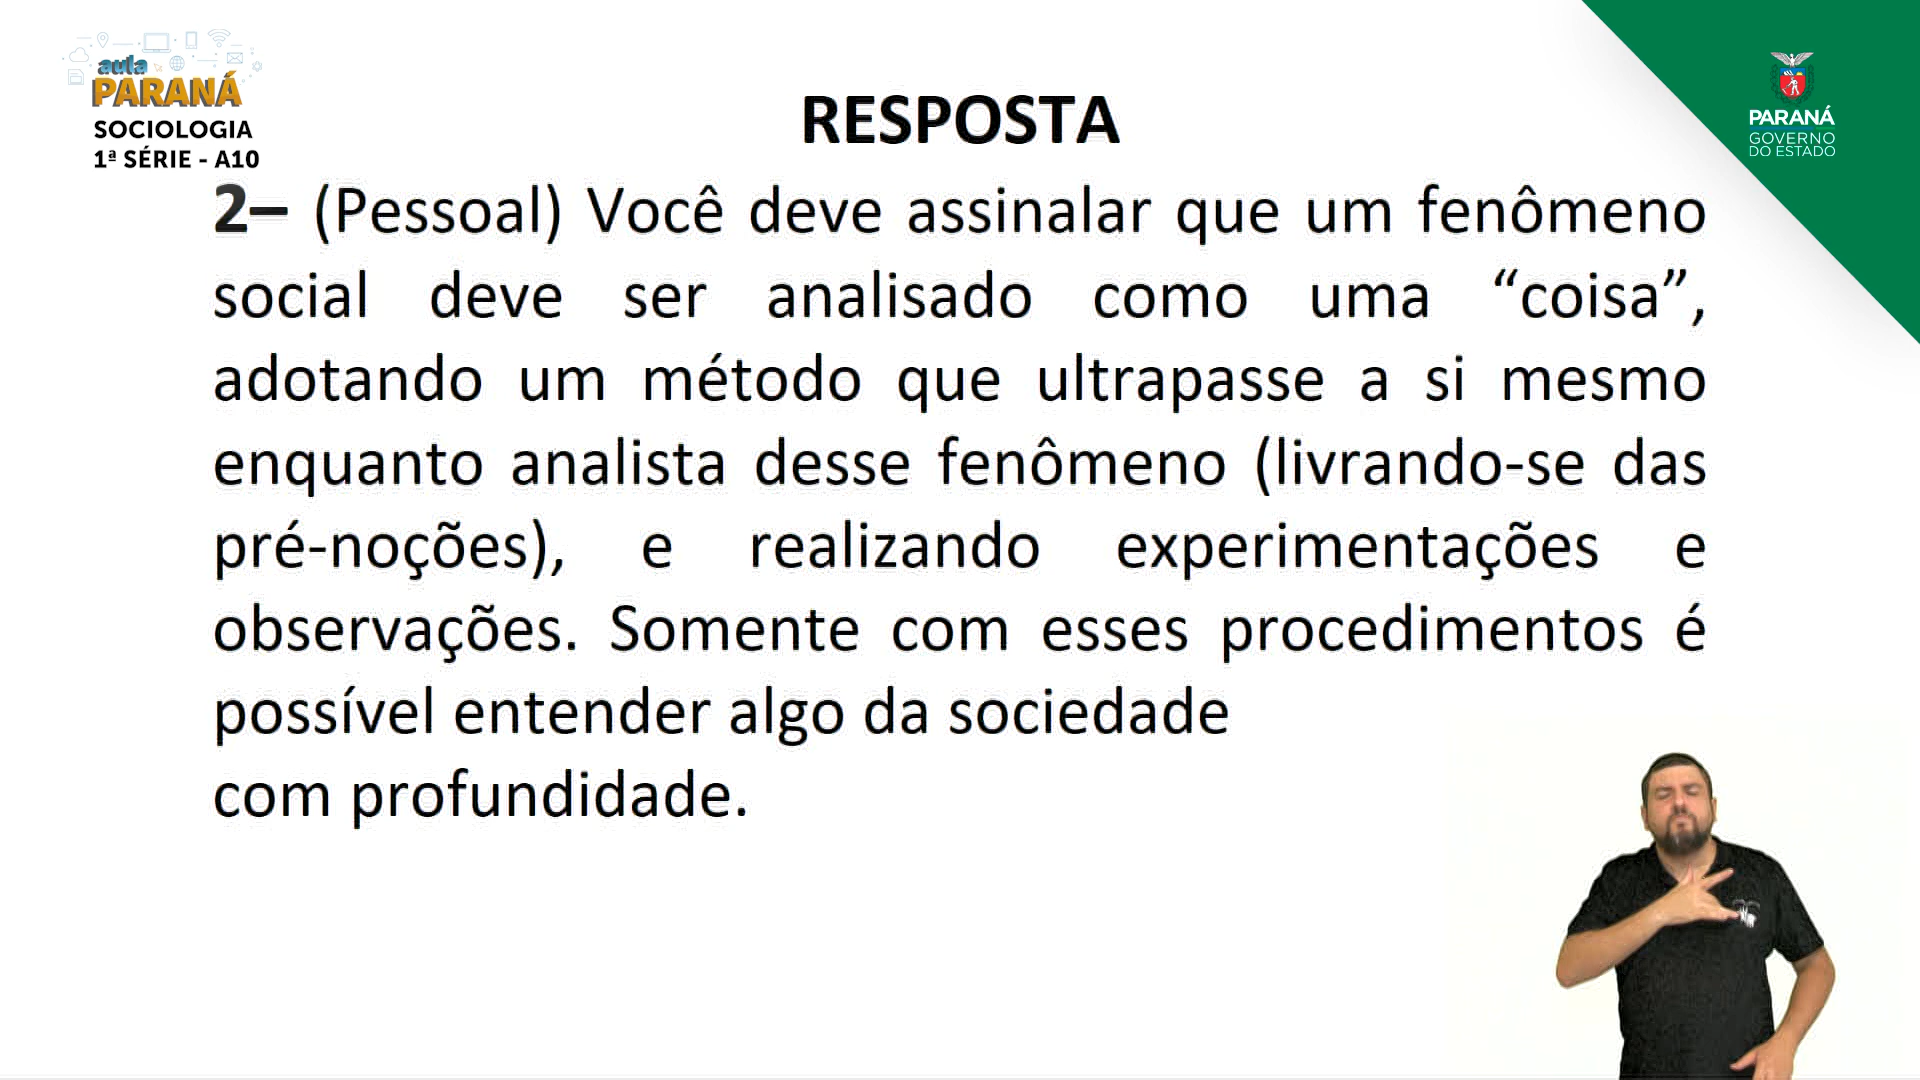 aula
PARANÁ
SOCIOLOGIA
1ª SÉRIE - A10
PARANÁ
GOVERNO
DO ESTADO
RESPOSTA
2– (Pessoal) Você deve assinalar que um fenômeno
social deve ser analisado como uma “coisa”,
adotando um método que ultrapasse a si mesmo
enquanto analista desse fenômeno (livrando-se das
pré-noções), e realizando experimentações e
observações. Somente com esses procedimentos é
possível entender algo da sociedade
com profundidade.